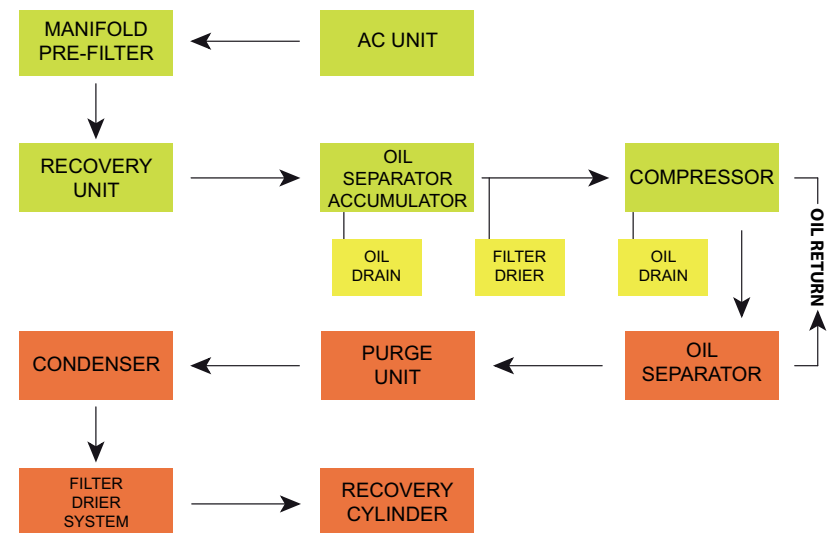 MANIFOLD
PRE-FILTER
AC UNIT
RECOVERY
UNIT
OIL
SEPARATOR
ACCUMULATOR
COMPRESSOR
OIL RETURN
OIL
DRAIN
FILTER
DRIER
OIL
DRAIN
CONDENSER
PURGE
UNIT
OIL
SEPARATOR
FILTER
DRIER
SYSTEM
RECOVERY
CYLINDER